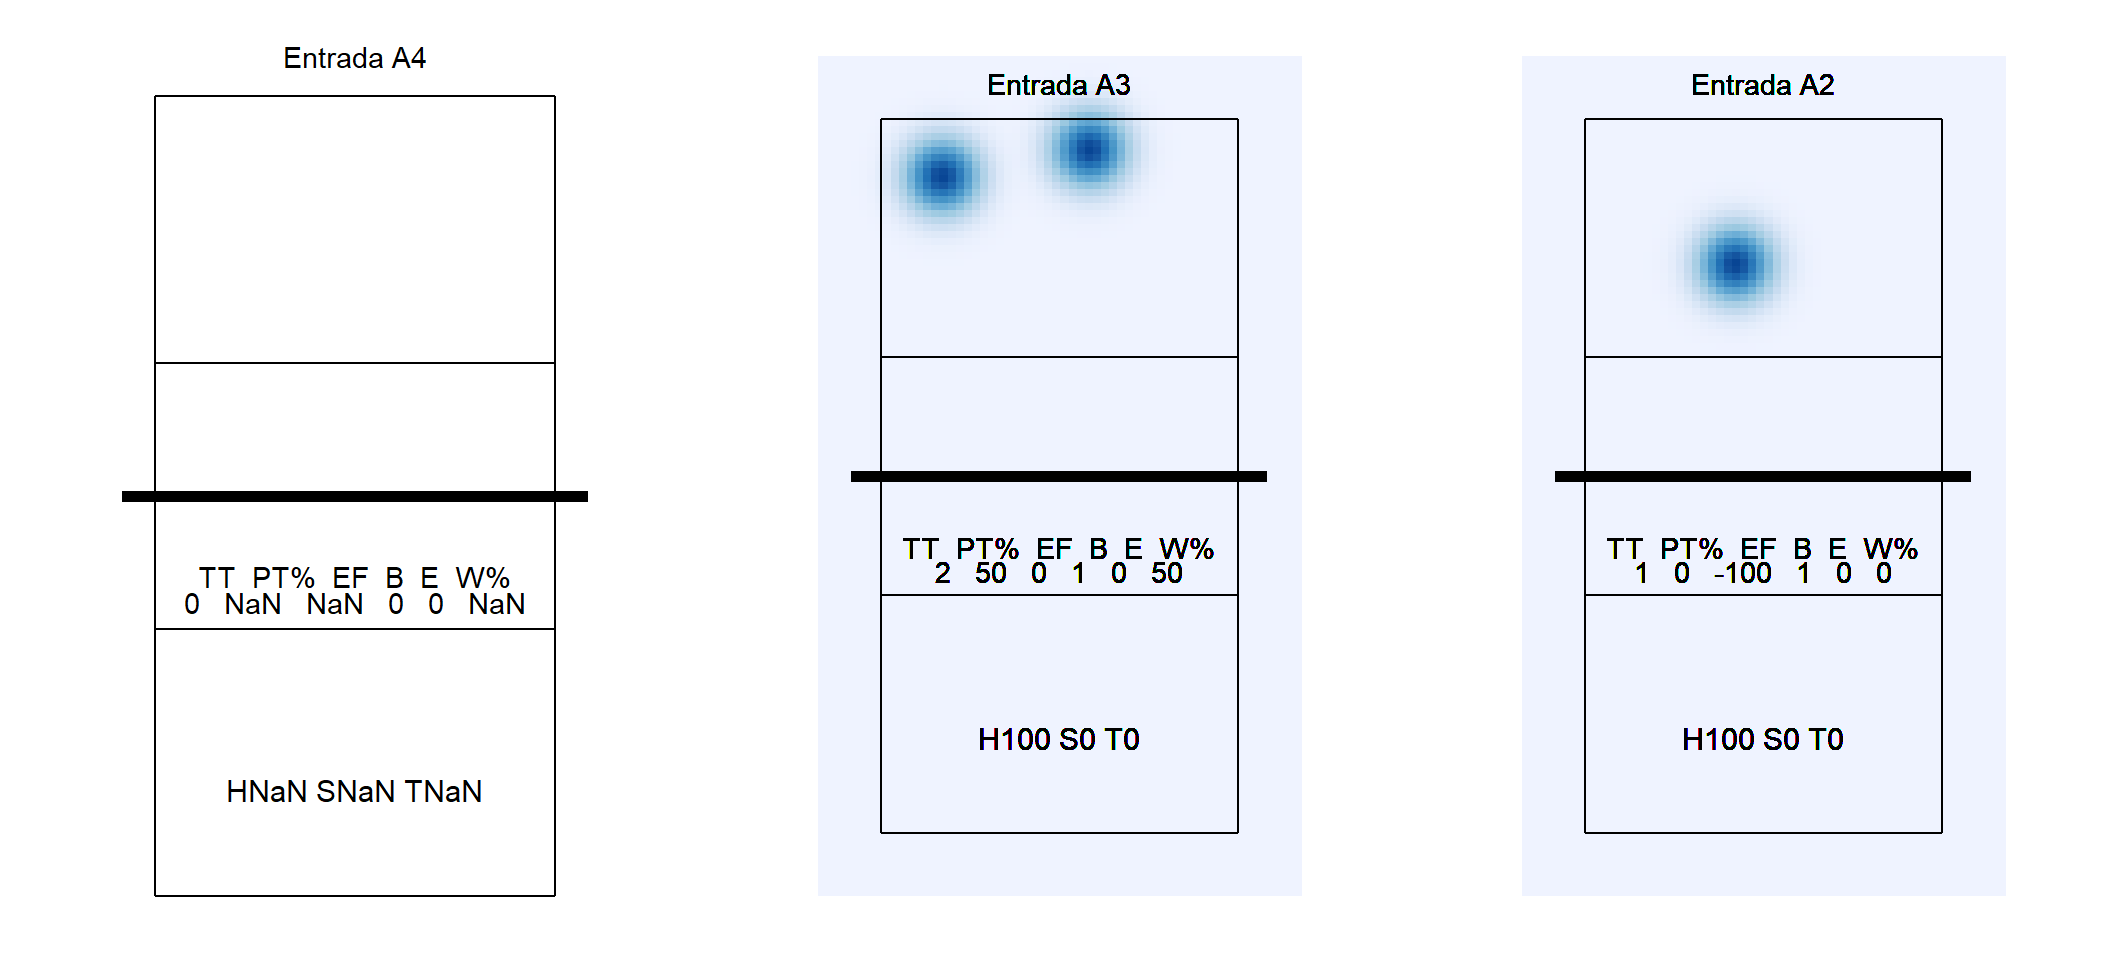 Entrada A4
TT PT% EF B E W%
0 NaN NaN 0 0 NaN
HNaN SNaN TNaN
Entrada A3
TT PT% EF B E W%
2 50 0 1 0 50
H100 S0 T0
Entrada A2
TT PT% EF B E W%
1 0 -100 1 0 0
H100 S0 T0